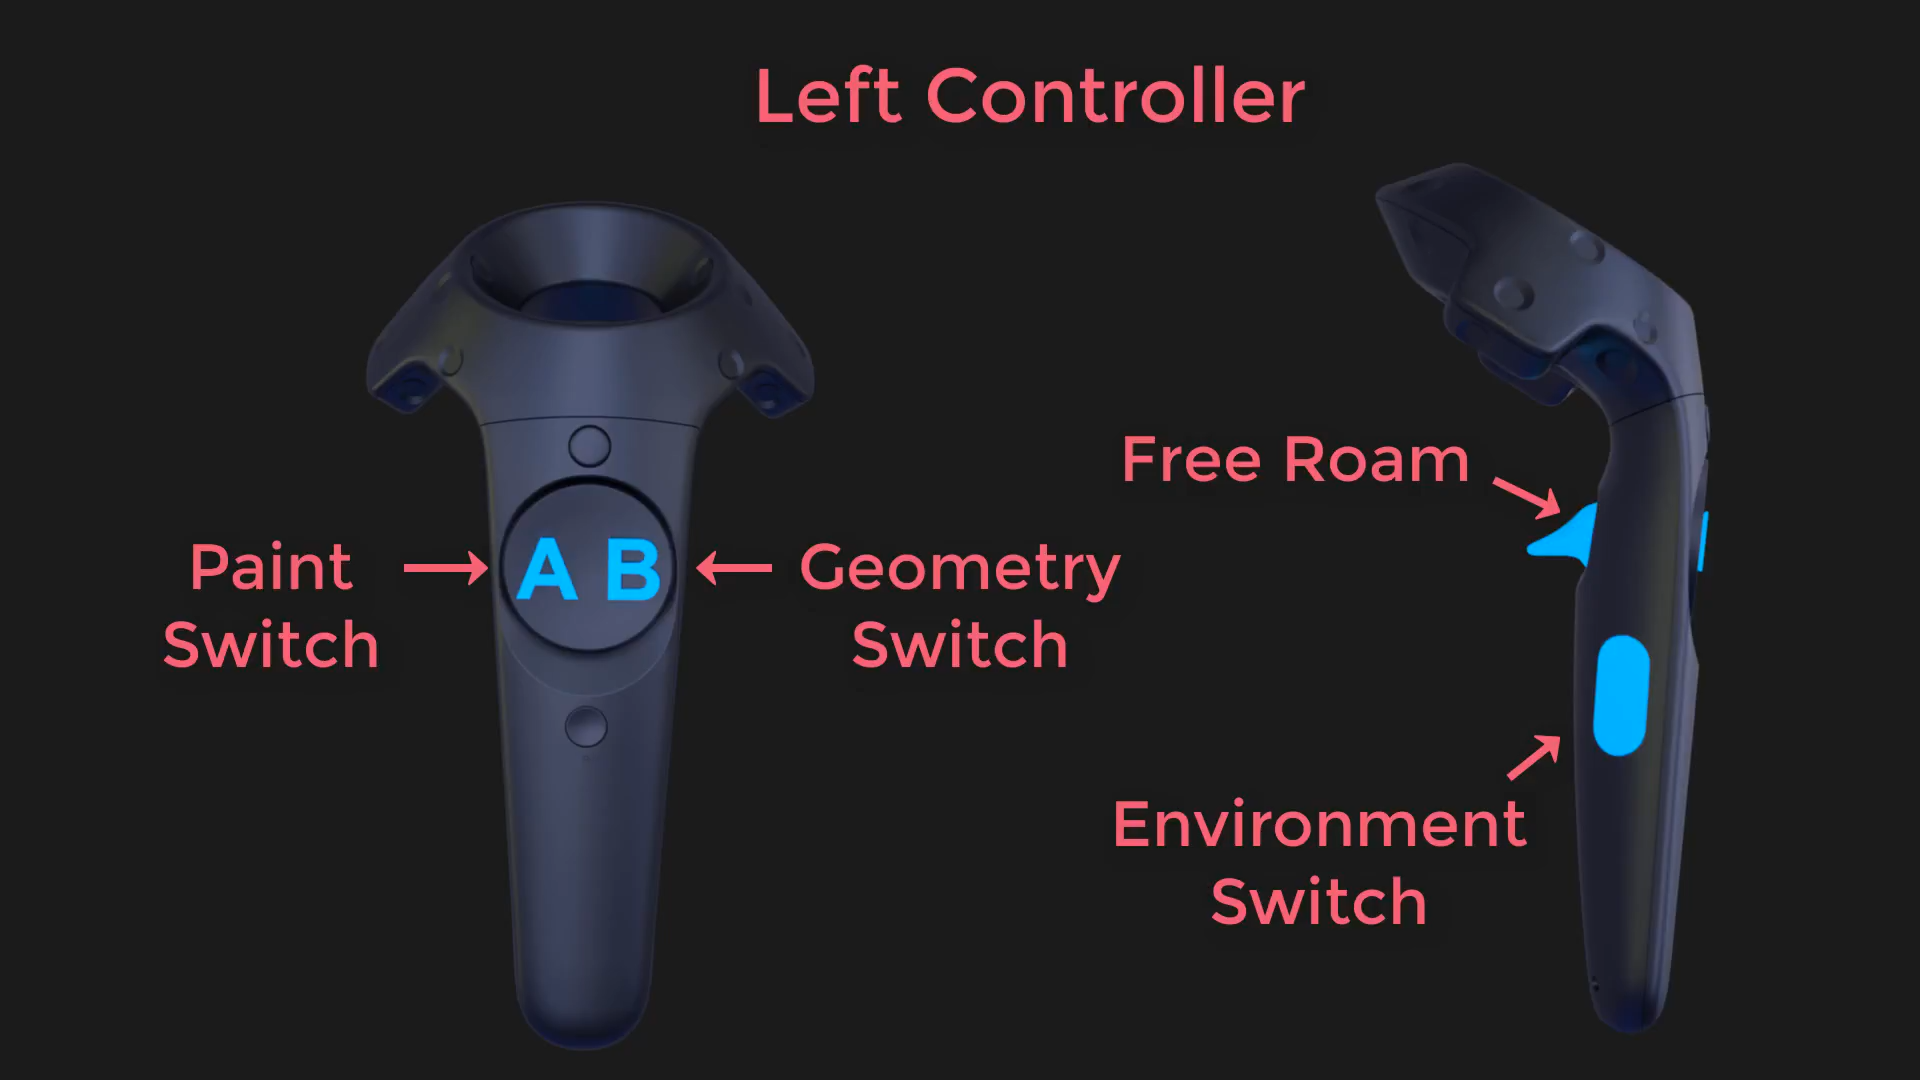 Left Controller
Paint
Switch
A B
Geometry
Switch
Free Roam
Environment
Switch